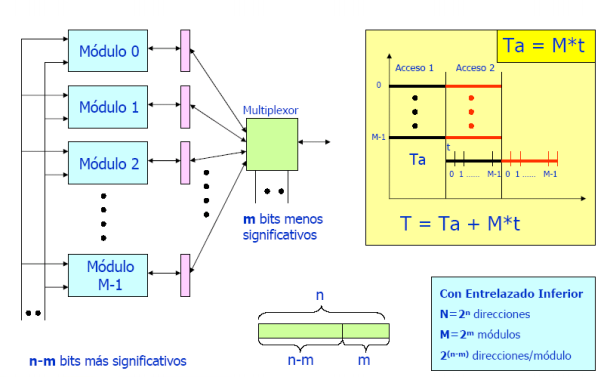 Módulo 0
Módulo 1
Módulo 2
Módulo
M-1
Multiplexor
m bits menos
significativos
n-m bits más significativos
n
n-m
m
Ta = M*t
Acceso 1
Acceso 2
0
M-1
Ta
t
0 1 ...... M-1 0 1 ...... M-1
T = Ta + M*t
Con Entrelazado Inferior
N=2ⁿ direcciones
M=2ᵐ módulos
2⁽ⁿ⁻ᵐ⁾ direcciones/módulo